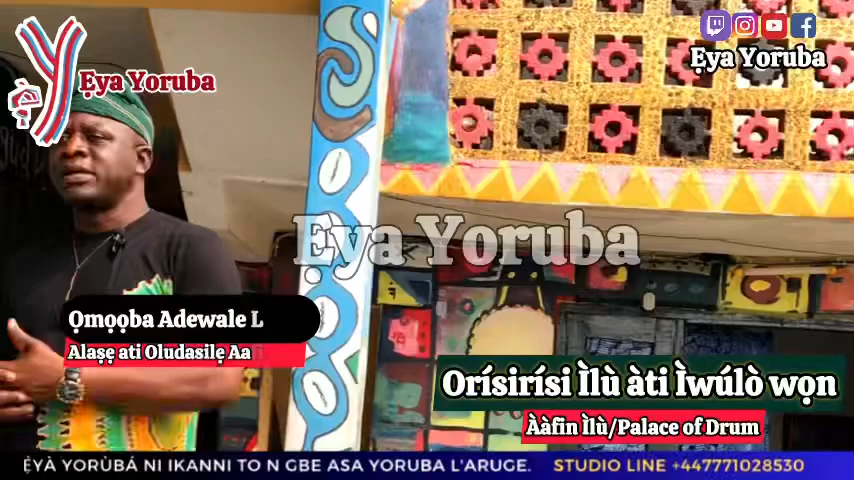 Ẹya Yoruba
Ẹya Yoruba
Ẹya Yoruba
Ọmọọba Adewale L
Alaṣẹ ati Oludasilẹ Aa
Orísirísi Ìlù àti Ìwúlò wọn
Ààfin Ìlù/Palace of Drum
ẸYÀ YORÙBÁ NI IKANNI TO N GBE ASA YORUBA L'ARUGE. STUDIO LINE +447771028530